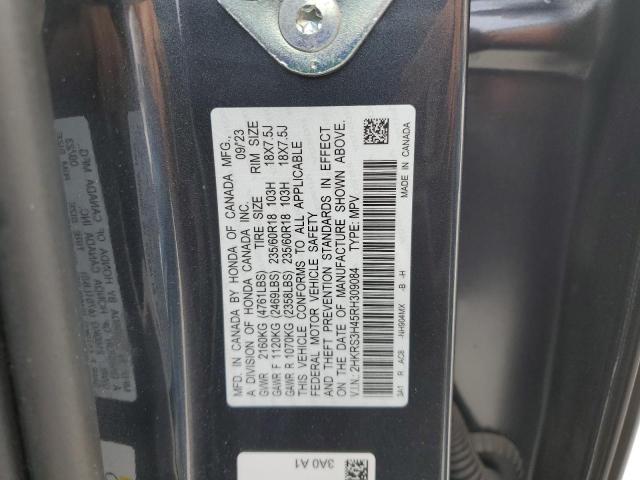 MFD. IN CANADA BY HONDA OF CANADA MFG.
A DIVISION OF HONDA CANADA INC. 09/23
TIRE SIZE RIM SIZE
GVWR 2160KG (4761LBS)
GAWR F 1120KG (2469LBS) 235/60R18 103H 18X7.5J
GAWR R 1070KG (2358LBS) 235/60R18 103H 18X7.5J
THIS VEHICLE CONFORMS TO ALL APPLICABLE
FEDERAL MOTOR VEHICLE SAFETY
AND THEFT PREVENTION STANDARDS IN EFFECT
ON THE DATE OF MANUFACTURE SHOWN ABOVE.
V.I.N.: 2HKRS3H45RH309084 TYPE: MPV
3A1 R AC8 -NH904MX -B -H MADE IN CANADA
3A0 A1